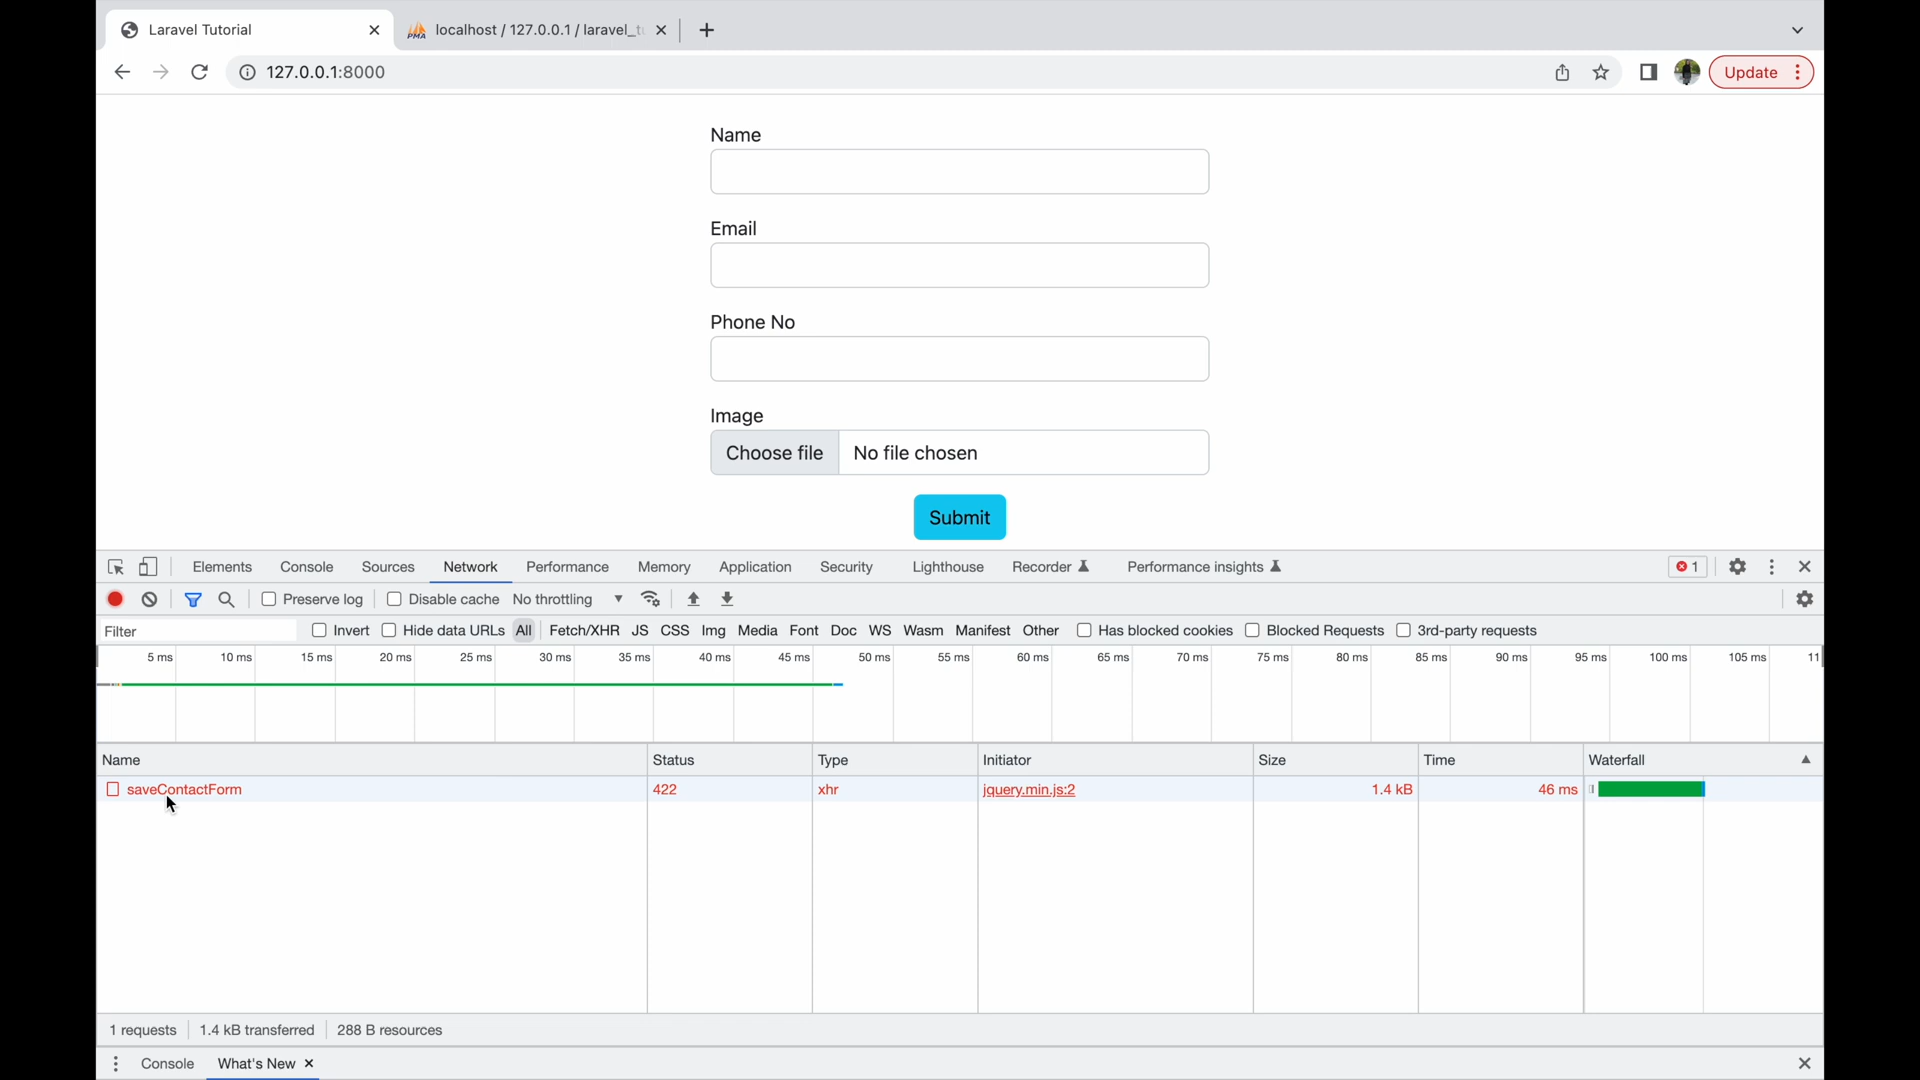 Laravel Tutorial
PMA localhost / 127.0.0.1 / laravel_t
127.0.0.1:8000
Update
Name
Email
Phone No
Image
Choose file No file chosen
Submit
Elements Console Sources Network Performance Memory Application Security Lighthouse Recorder Performance insights 1
Preserve log Disable cache No throttling
Filter Invert Hide data URLs All Fetch/XHR JS CSS Img Media Font Doc WS Wasm Manifest Other Has blocked cookies Blocked Requests 3rd-party requests
5 ms 10 ms 15 ms 20 ms 25 ms 30 ms 35 ms 40 ms 45 ms 50 ms 55 ms 60 ms 65 ms 70 ms 75 ms 80 ms 85 ms 90 ms 95 ms 100 ms 105 ms 11
Name Status Type Initiator Size Time Waterfall
saveContactForm 422 xhr jquery.min.js:2 1.4 kB 46 ms
1 requests 1.4 kB transferred 288 B resources
Console What's New